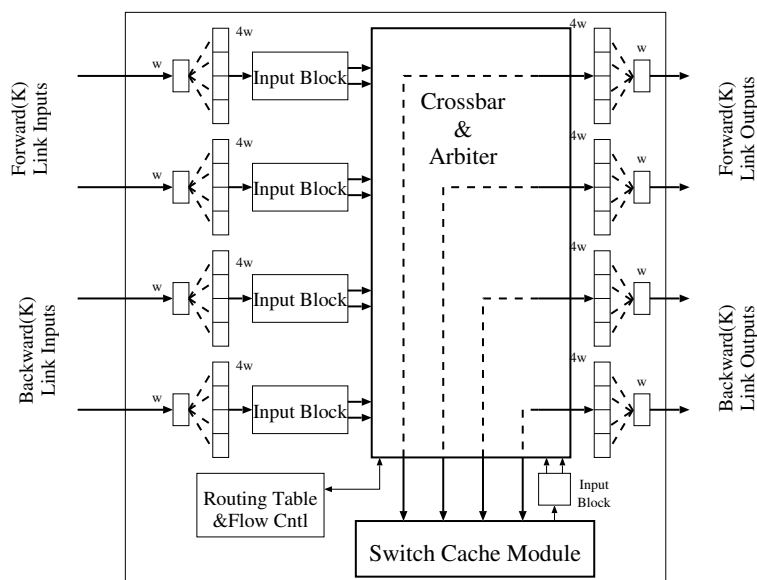 4w
w
Input Block
4w
w
Forward(K)
Link Inputs
Crossbar
&
Arbiter
Forward(K)
Link Outputs
4w
w
Input Block
4w
w
4w
w
Input Block
4w
w
Backward(K)
Link Inputs
Backward(K)
Link Outputs
4w
w
Input Block
4w
w
Routing Table
&Flow Cntl
Input
Block
Switch Cache Module